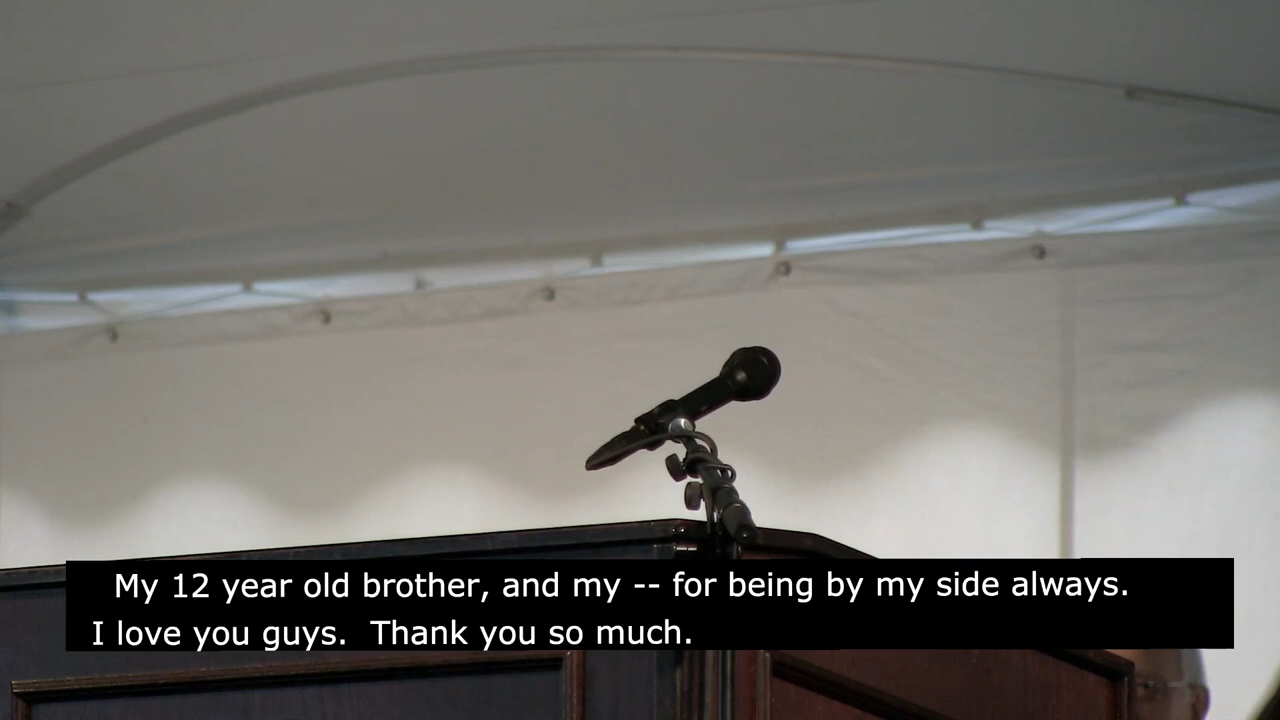 My 12 year old brother, and my -- for being by my side always.
I love you guys.  Thank you so much.